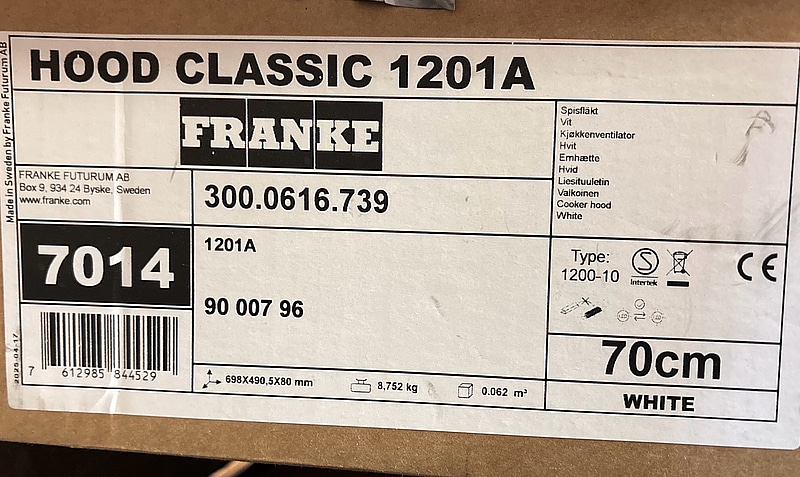 HOOD CLASSIC 1201A
Made in Sweden by Franke Futurum AB
FRANKE
FRANKE FUTURUM AB
Box 9, 934 24 Byske, Sweden
www.franke.com
300.0616.739
Spisfläkt
Vit
Kjøkkenventilator
Hvit
Emhætte
Hvid
Liesituuletin
Valkoinen
Cooker hood
White
7014
1201A
90 007 96
Type:
1200-10
Intertek
CE
7 612985 844529
2025-04-17
698X490,5X80 mm
8,752 kg
0.062 m³
70cm
WHITE